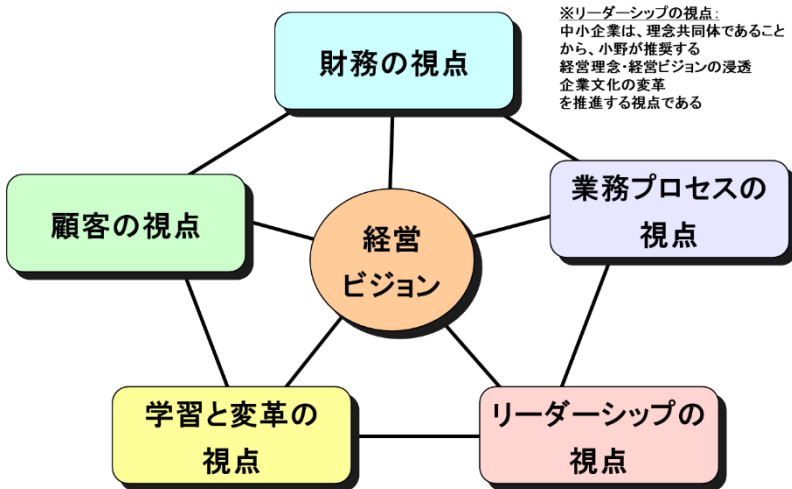 ※リーダーシップの視点:
中小企業は、理念共同体であること
から、小野が推奨する
経営理念・経営ビジョンの浸透
企業文化の変革
を推進する視点である
財務の視点
顧客の視点
業務プロセスの
視点
経営
ビジョン
学習と変革の
視点
リーダーシップの
視点